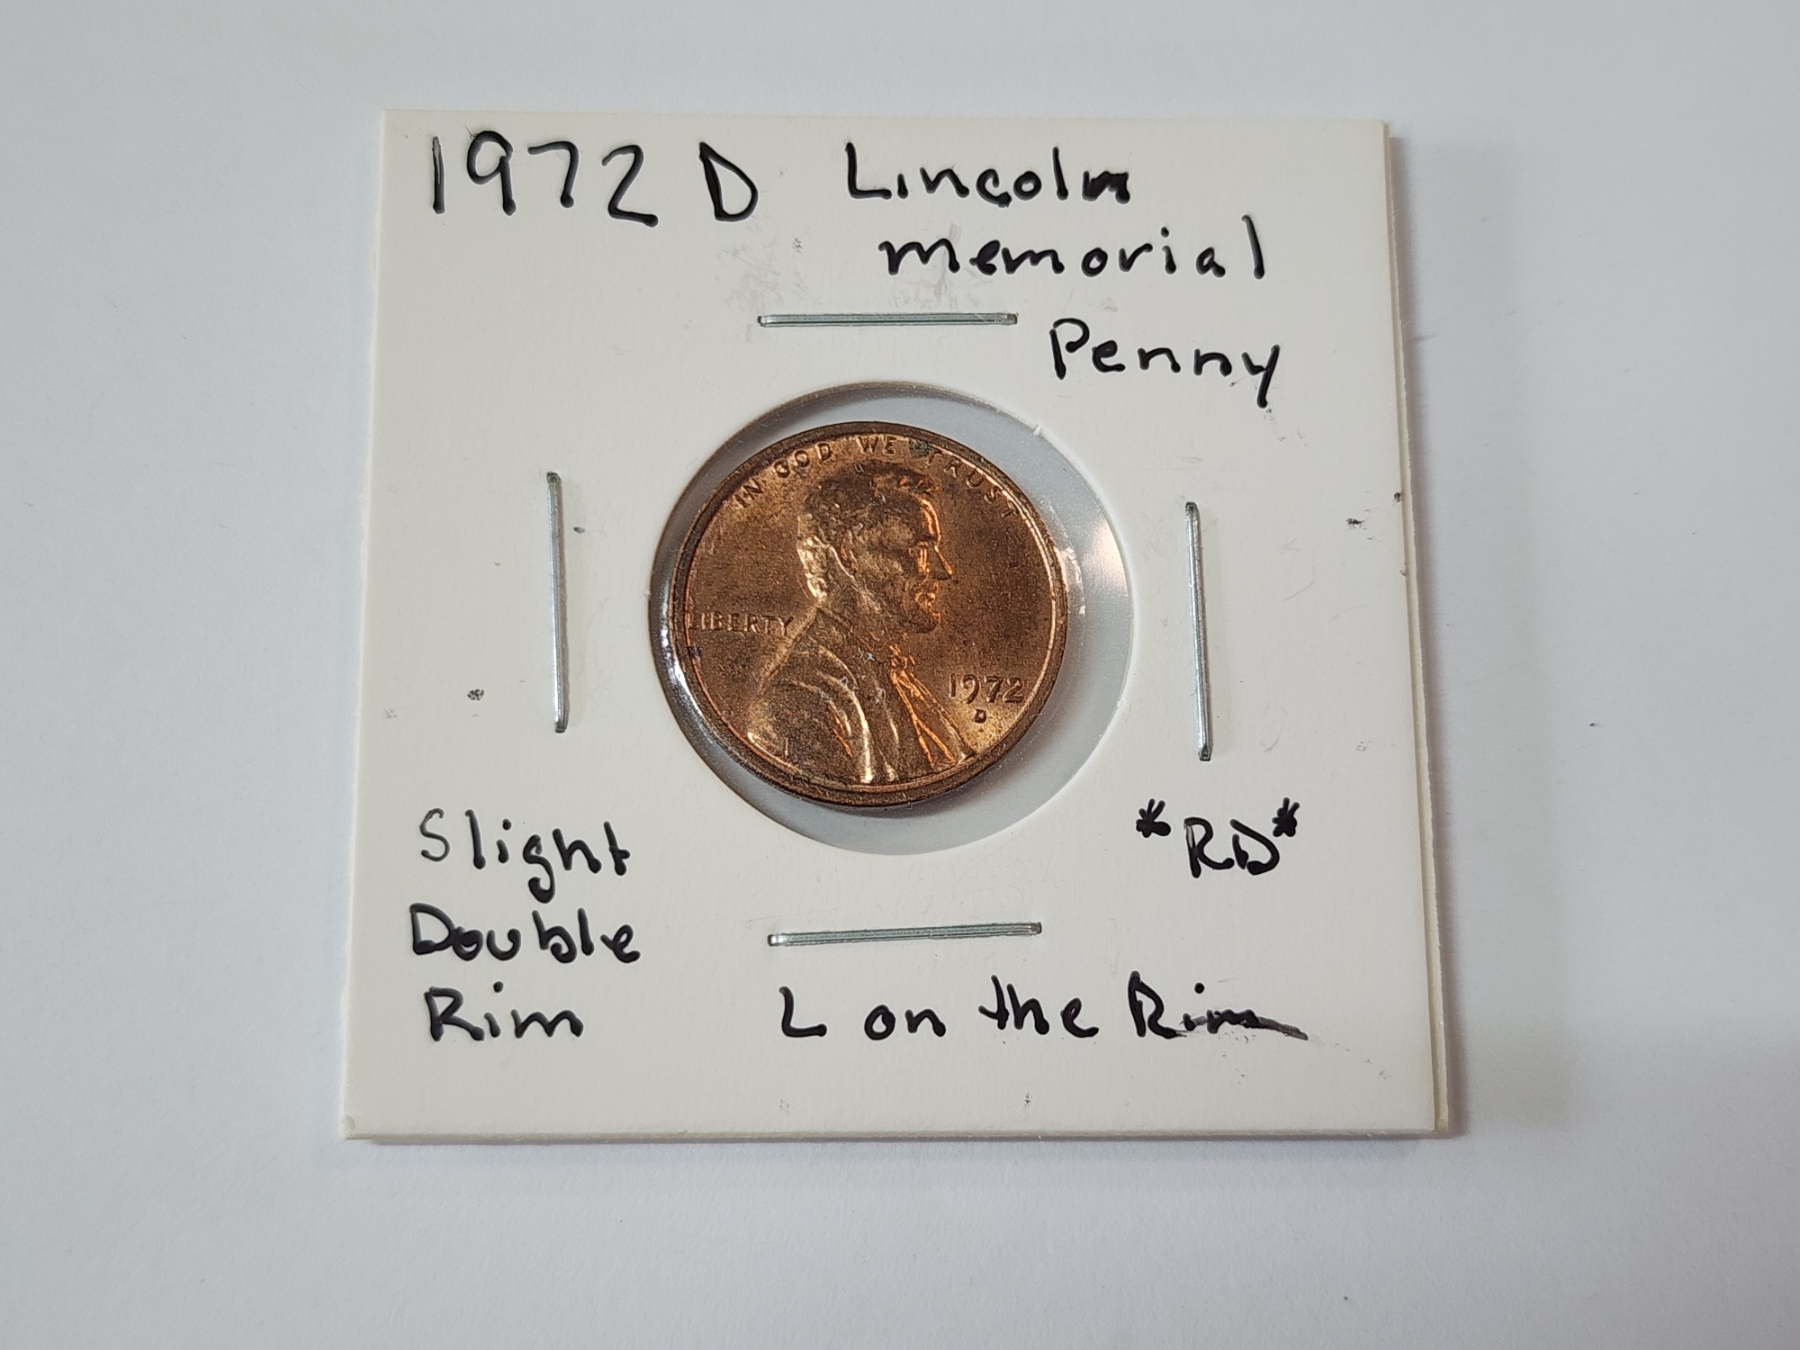 1972 D Lincoln
memorial
Penny
IN GOD WE TRUST
LIBERTY
1972
D
Slight
Double
Rim
*RD*
L on the Rim